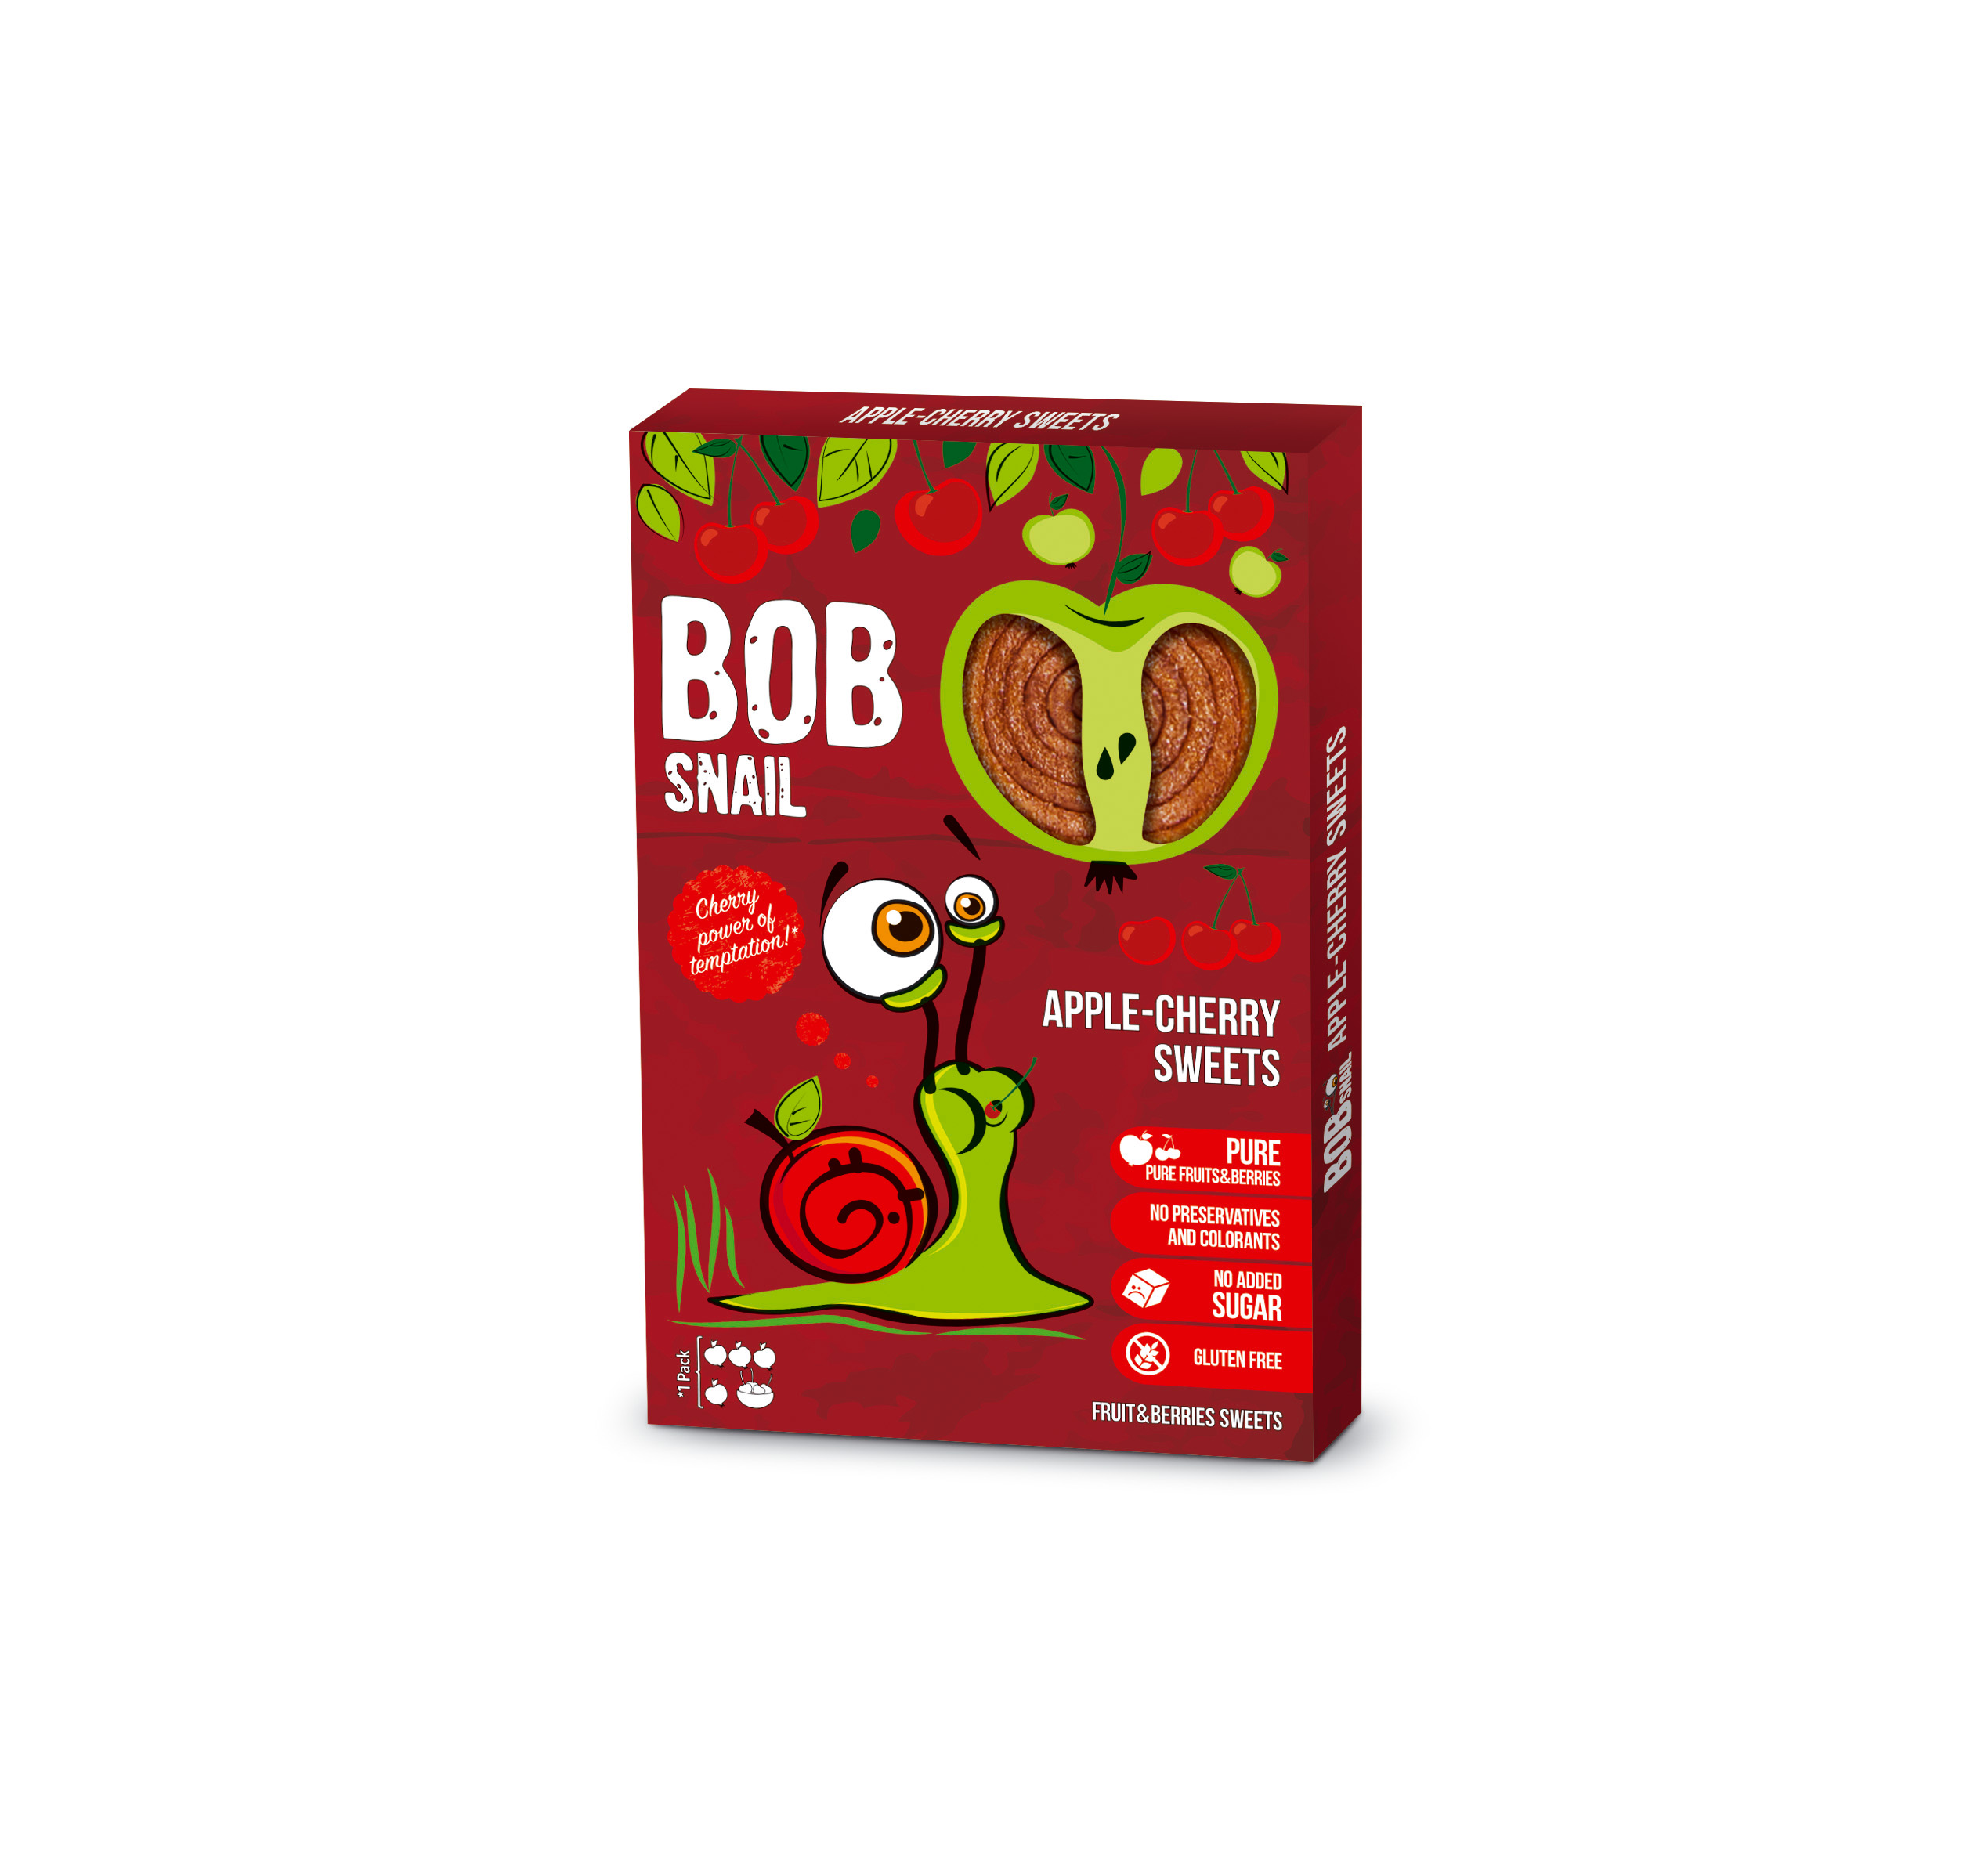 APPLE-CHERRY SWEETS
BOB
SNAIL
Cherry
power of
temptation!*
APPLE-CHERRY
SWEETS
PURE
PURE FRUITS&BERRIES
NO PRESERVATIVES
AND COLORANTS
NO ADDED
SUGAR
GLUTEN FREE
FRUIT&BERRIES SWEETS
*1 Pack
BOB SNAIL APPLE-CHERRY SWEETS